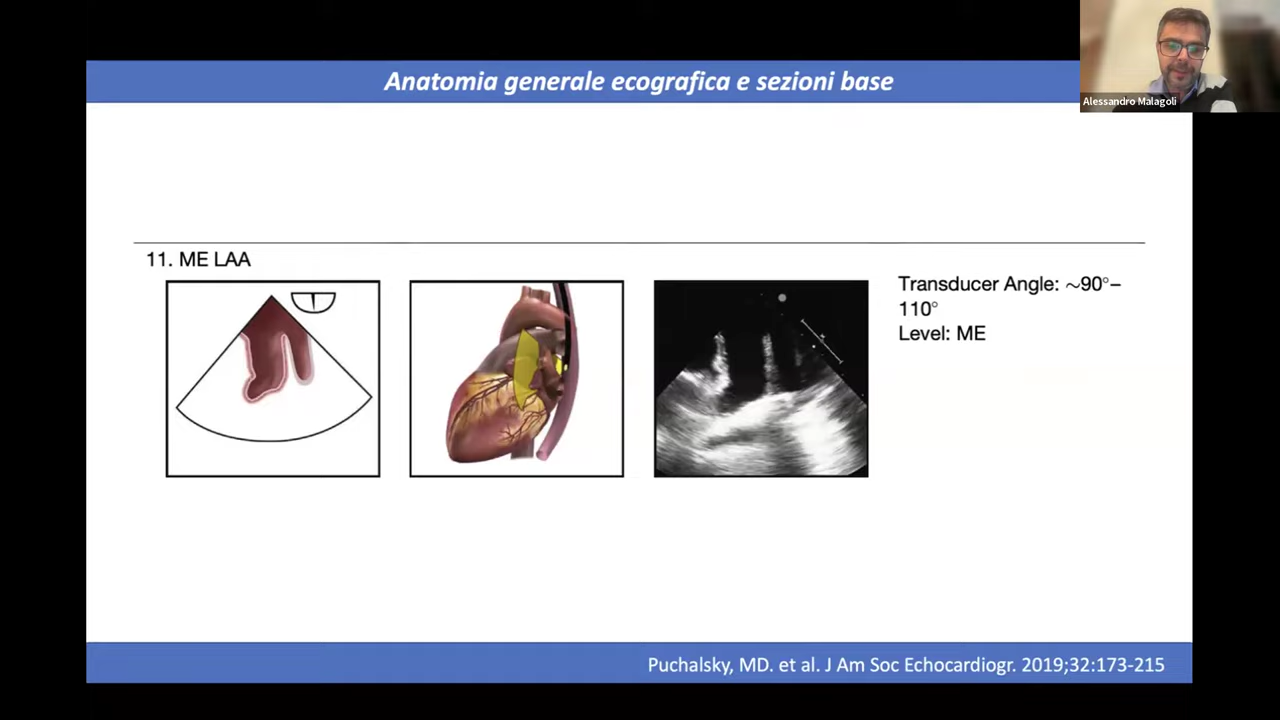 Anatomia generale ecografica e sezioni base
Alessandro Malagoli
11. ME LAA
Transducer Angle: ~90°–
110°
Level: ME
Puchalsky, MD. et al. J Am Soc Echocardiogr. 2019;32:173-215